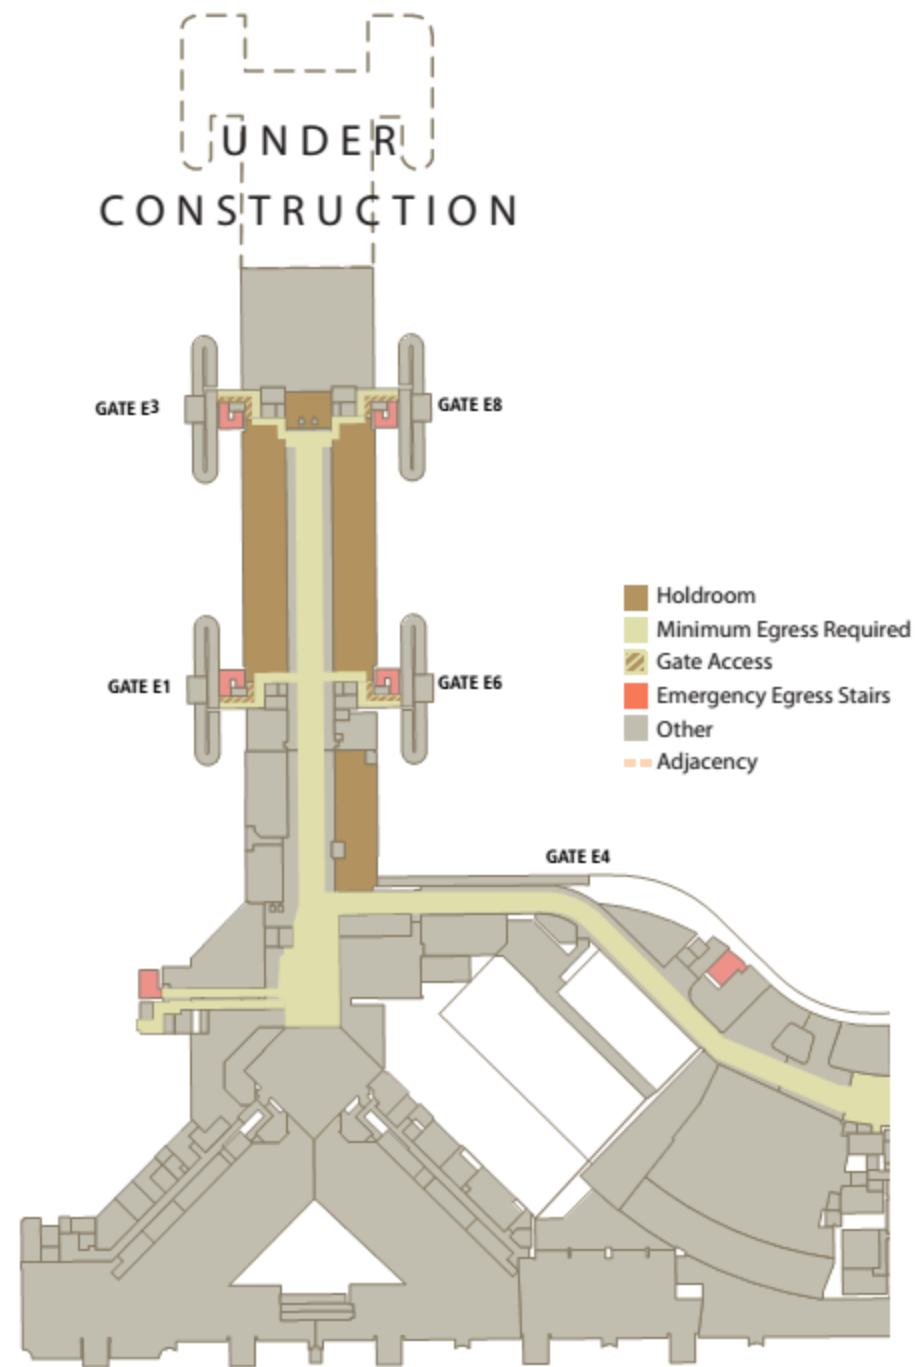 UNDER
CONSTRUCTION
GATE E3
GATE E8
GATE E1
GATE E6
Holdroom
Minimum Egress Required
Gate Access
Emergency Egress Stairs
Other
Adjacency
GATE E4